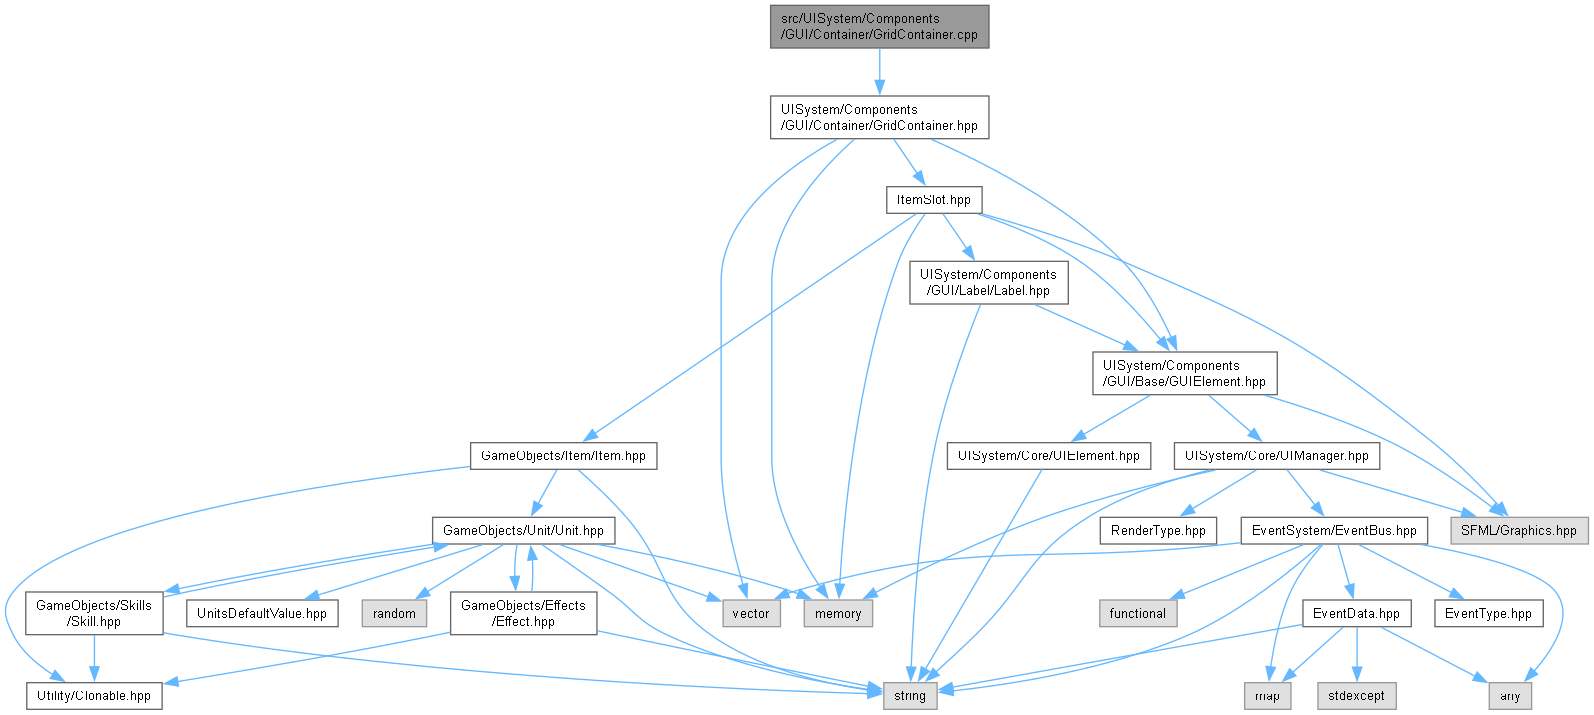 src/UISystem/Components
/GUI/Container/GridContainer.cpp
UISystem/Components
/GUI/Container/GridContainer.hpp
ItemSlot.hpp
UISystem/Components
/GUI/Label/Label.hpp
UISystem/Components
/GUI/Base/GUIElement.hpp
GameObjects/Item/Item.hpp
UISystem/Core/UIElement.hpp
UISystem/Core/UIManager.hpp
GameObjects/Unit/Unit.hpp
RenderType.hpp
EventSystem/EventBus.hpp
SFML/Graphics.hpp
GameObjects/Skills
/Skill.hpp
UnitsDefaultValue.hpp
random
GameObjects/Effects
/Effect.hpp
vector
memory
functional
EventData.hpp
EventType.hpp
Utility/Clonable.hpp
string
map
stdexcept
any